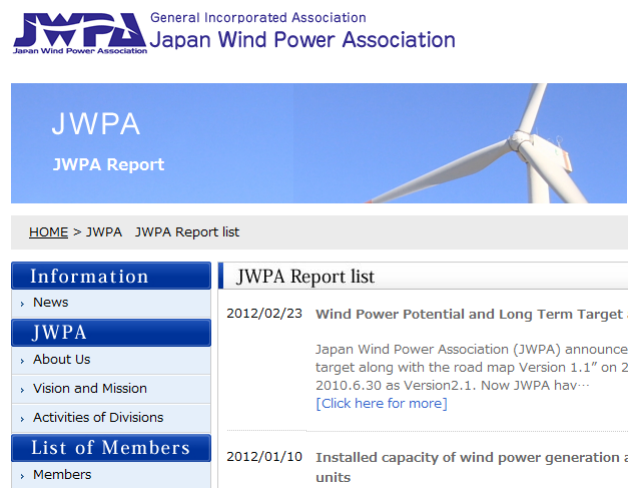 JWPA
Japan Wind Power Association
General Incorporated Association
Japan Wind Power Association
JWPA
JWPA Report
HOME > JWPA JWPA Report list
Information
› News
JWPA
› About Us
› Vision and Mission
› Activities of Divisions
List of Members
› Members
JWPA Report list
2012/02/23 Wind Power Potential and Long Term Target
Japan Wind Power Association (JWPA) announce
target along with the road map Version 1.1″ on 2
2010.6.30 as Version2.1. Now JWPA hav…
[Click here for more]
2012/01/10 Installed capacity of wind power generation a
units